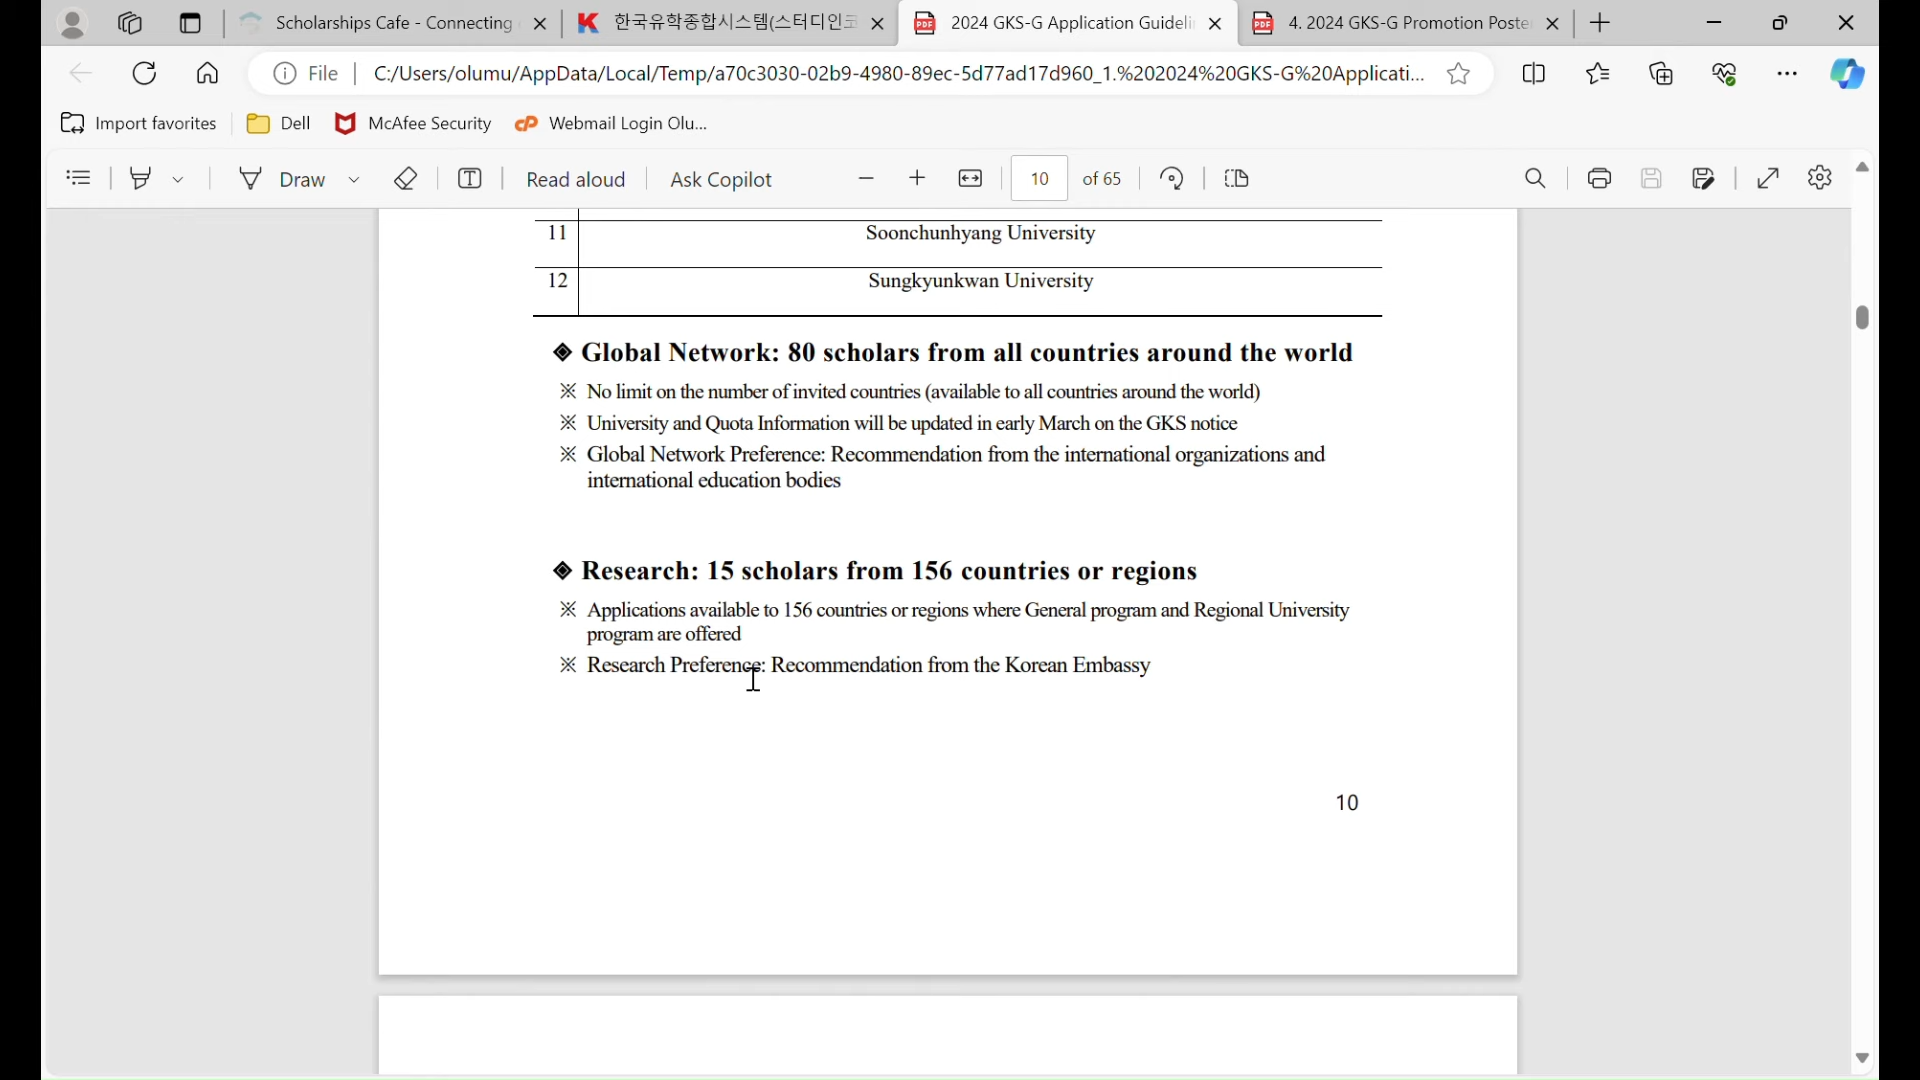 Scholarships Cafe - Connecting
한국유학종합시스템(스터디인코
2024 GKS-G Application Guideli
4. 2024 GKS-G Promotion Poste
File
C:/Users/olumu/AppData/Local/Temp/a70c3030-02b9-4980-89ec-5d77ad17d960_1.%202024%20GKS-G%20Applicati...
Import favorites
Dell
McAfee Security
Webmail Login Olu...
Draw
Read aloud
Ask Copilot
10 of 65
11 Soonchunhyang University
12 Sungkyunkwan University
◈ Global Network: 80 scholars from all countries around the world
※ No limit on the number of invited countries (available to all countries around the world)
※ University and Quota Information will be updated in early March on the GKS notice
※ Global Network Preference: Recommendation from the international organizations and
international education bodies
◈ Research: 15 scholars from 156 countries or regions
※ Applications available to 156 countries or regions where General program and Regional University
program are offered
※ Research Preference: Recommendation from the Korean Embassy
10